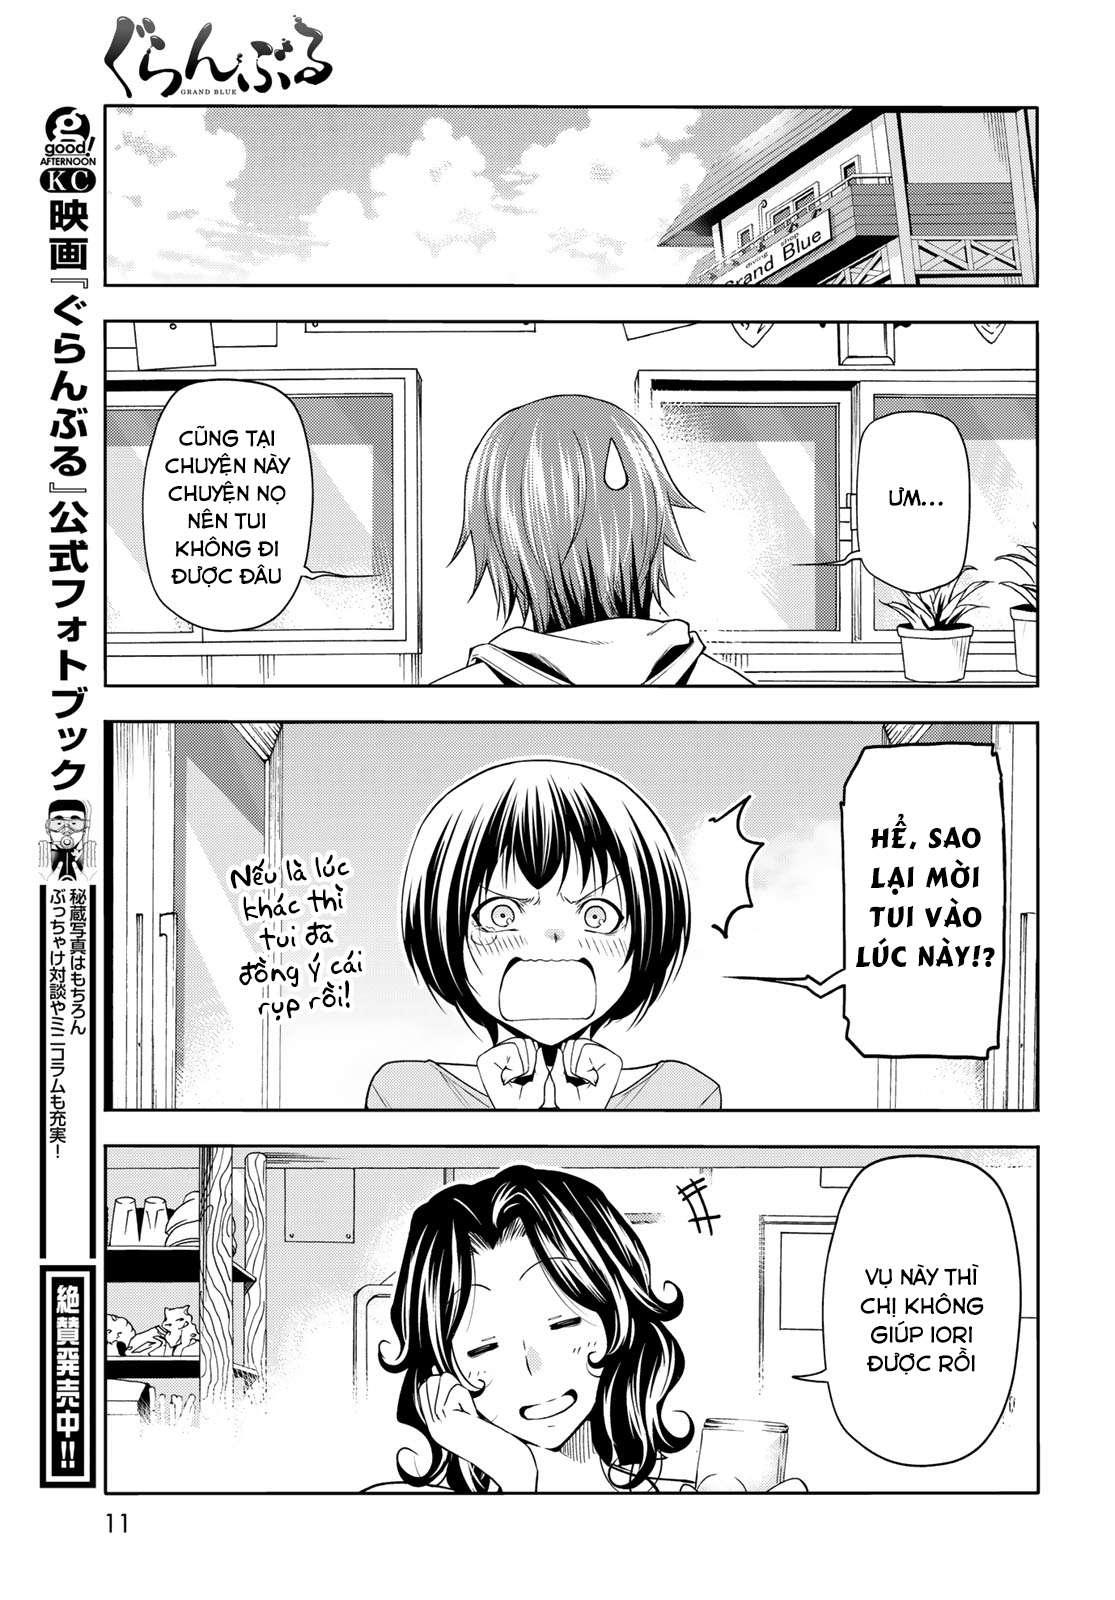 ぐらんぶる
GRAND BLUE
good!
AFTERNOON
KC
映画『ぐらんぶる』公式フォトブック
秘蔵写真はもちろん
ぶっちゃけ対談やミニコラムも充実!
絶賛発売中!!
diving shop
Grand Blue
ƯM...
CŨNG TẠI
CHUYỆN NÀY
CHUYỆN NỌ
NÊN TUI
KHÔNG ĐI
ĐƯỢC ĐÂU
HỂ, SAO
LẠI MỜI
TUI VÀO
LÚC NÀY!?
Nếu là lúc
khác thì
tui đã
đồng ý cái
rụp rồi!
VỤ NÀY THÌ
CHỊ KHÔNG
GIÚP IORI
ĐƯỢC RỒI
11